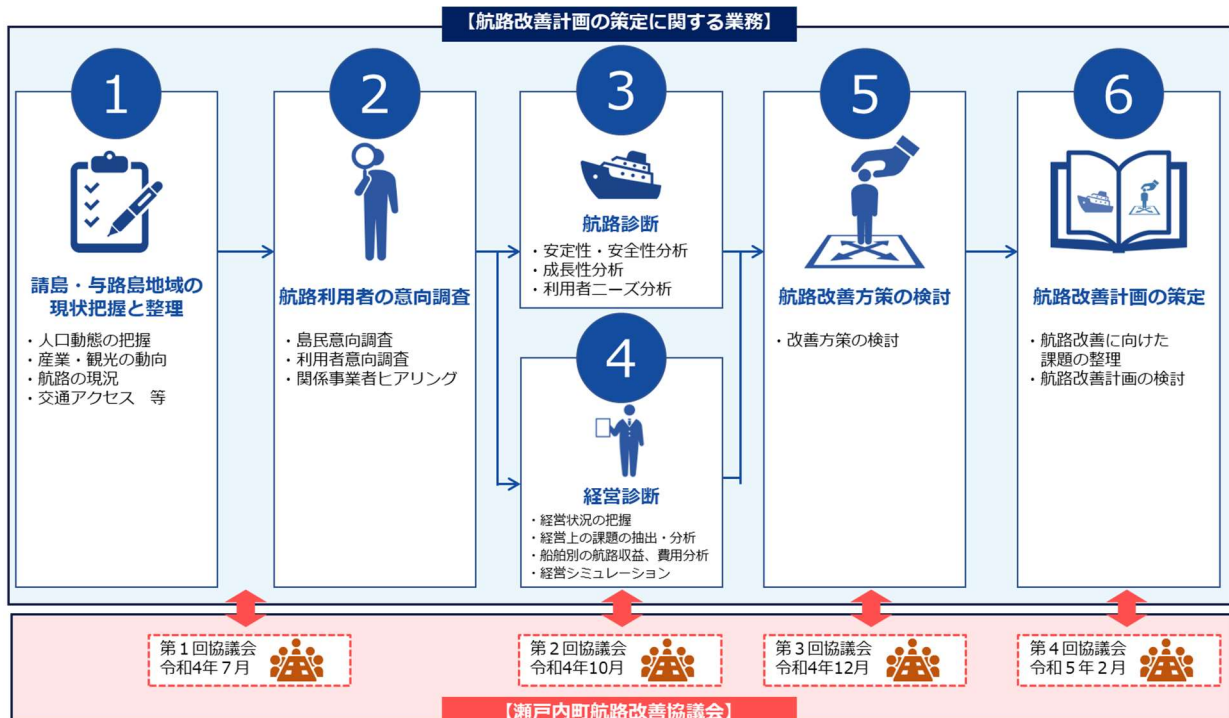 【航路改善計画の策定に関する業務】
1
請島・与路島地域の
現状把握と整理
・人口動態の把握
・産業・観光の動向
・航路の現況
・交通アクセス　等
2
航路利用者の意向調査
・島民意向調査
・利用者意向調査
・関係事業者ヒアリング
3
航路診断
・安定性・安全性分析
・成長性分析
・利用者ニーズ分析
4
経営診断
・経営状況の把握
・経営上の課題の抽出・分析
・船舶別の航路収益、費用分析
・経営シミュレーション
5
航路改善方策の検討
・改善方策の検討
6
航路改善計画の策定
・航路改善に向けた
課題の整理
・航路改善計画の検討
第１回協議会
令和4年７月
第２回協議会
令和4年10月
第３回協議会
令和4年12月
第４回協議会
令和５年２月
【瀬戸内町航路改善協議会】